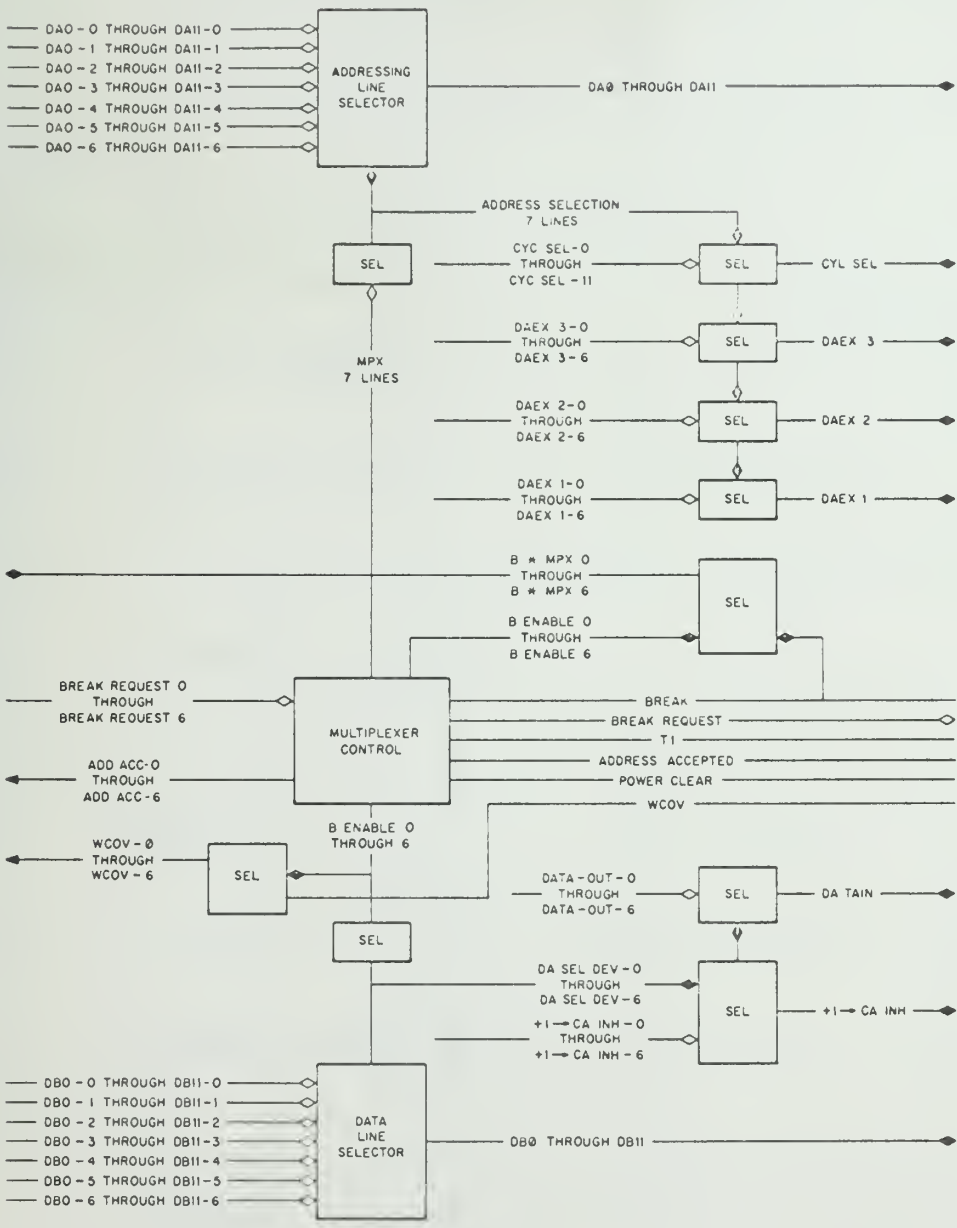 DA0-0 THROUGH DA11-0
DA0-1 THROUGH DA11-1
DA0-2 THROUGH DA11-2
DA0-3 THROUGH DA11-3
DA0-4 THROUGH DA11-4
DA0-5 THROUGH DA11-5
DA0-6 THROUGH DA11-6
ADDRESSING
LINE
SELECTOR
DAØ THROUGH DA11
ADDRESS SELECTION
7 LINES
SEL
CYC SEL-0
THROUGH
CYC SEL-11
SEL
CYL SEL
MPX
7 LINES
DAEX 3-0
THROUGH
DAEX 3-6
SEL
DAEX 3
DAEX 2-0
THROUGH
DAEX 2-6
SEL
DAEX 2
DAEX 1-0
THROUGH
DAEX 1-6
SEL
DAEX 1
B * MPX 0
THROUGH
B * MPX 6
SEL
B ENABLE 0
THROUGH
B ENABLE 6
BREAK REQUEST 0
THROUGH
BREAK REQUEST 6
MULTIPLEXER
CONTROL
BREAK
BREAK REQUEST
T1
ADDRESS ACCEPTED
POWER CLEAR
WCOV
ADD ACC-0
THROUGH
ADD ACC-6
B ENABLE 0
THROUGH 6
WCOV-Ø
THROUGH
WCOV-6
SEL
SEL
DATA-OUT-0
THROUGH
DATA-OUT-6
SEL
DA TAIN
DA SEL DEV-0
THROUGH
DA SEL DEV-6
+1→CA INH-0
THROUGH
+1→CA INH-6
SEL
+1→CA INH
DB0-0 THROUGH DB11-0
DB0-1 THROUGH DB11-1
DB0-2 THROUGH DB11-2
DB0-3 THROUGH DB11-3
DB0-4 THROUGH DB11-4
DB0-5 THROUGH DB11-5
DB0-6 THROUGH DB11-6
DATA
LINE
SELECTOR
DBØ THROUGH DB11